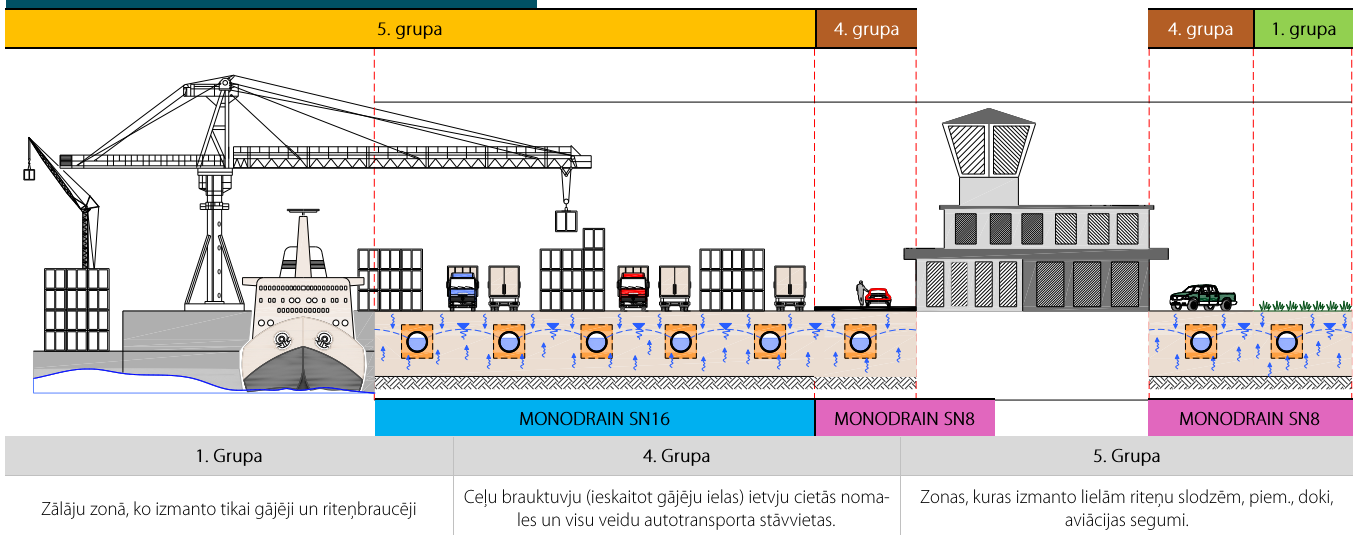 5. grupa
4. grupa
4. grupa
1. grupa
MONODRAIN SN16
MONODRAIN SN8
MONODRAIN SN8
1. Grupa
4. Grupa
5. Grupa
Zālāju zonā, ko izmanto tikai gājēji un riteņbraucēji
Ceļu brauktuvju (ieskaitot gājēju ielas) ietvju cietās noma-
les un visu veidu autotransporta stāvvietas.
Zonas, kuras izmanto lielām riteņu slodzēm, piem., doki,
aviācijas segumi.